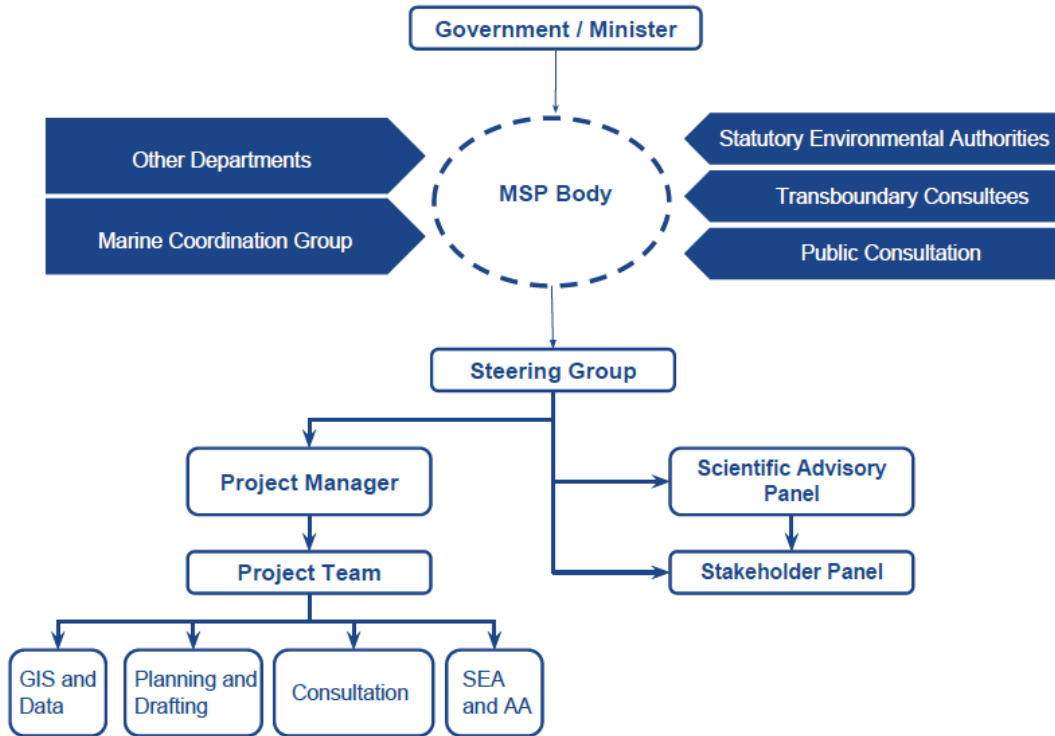 Government / Minister
Other Departments
Marine Coordination Group
MSP Body
Statutory Environmental Authorities
Transboundary Consultees
Public Consultation
Steering Group
Project Manager
Scientific Advisory
Panel
Project Team
Stakeholder Panel
GIS and
Data
Planning and
Drafting
Consultation
SEA
and AA